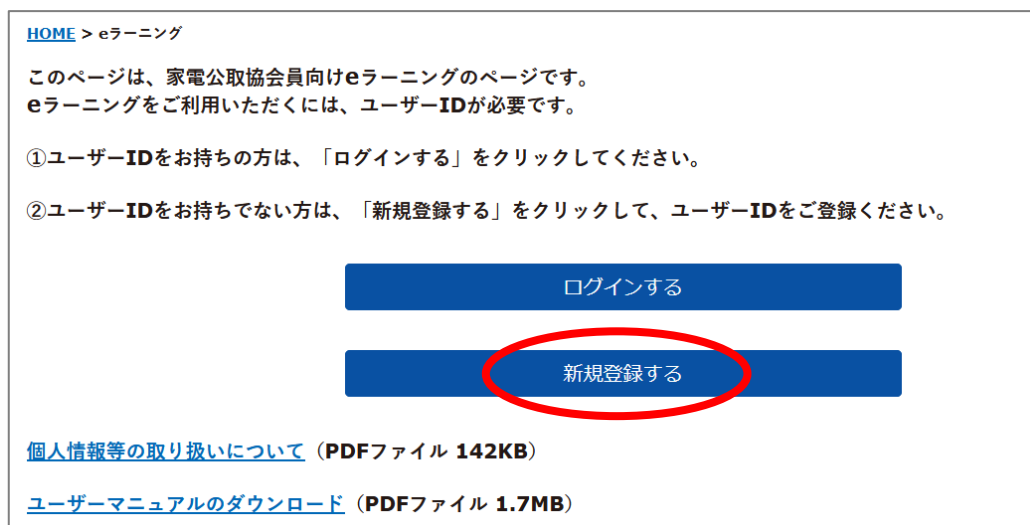 HOME > eラーニング
このページは、家電公取協会員向けeラーニングのページです。
eラーニングをご利用いただくには、ユーザーIDが必要です。
①ユーザーIDをお持ちの方は、「ログインする」をクリックしてください。
②ユーザーIDをお持ちでない方は、「新規登録する」をクリックして、ユーザーIDをご登録ください。
ログインする
新規登録する
個人情報等の取り扱いについて（PDFファイル 142KB）
ユーザーマニュアルのダウンロード（PDFファイル 1.7MB）